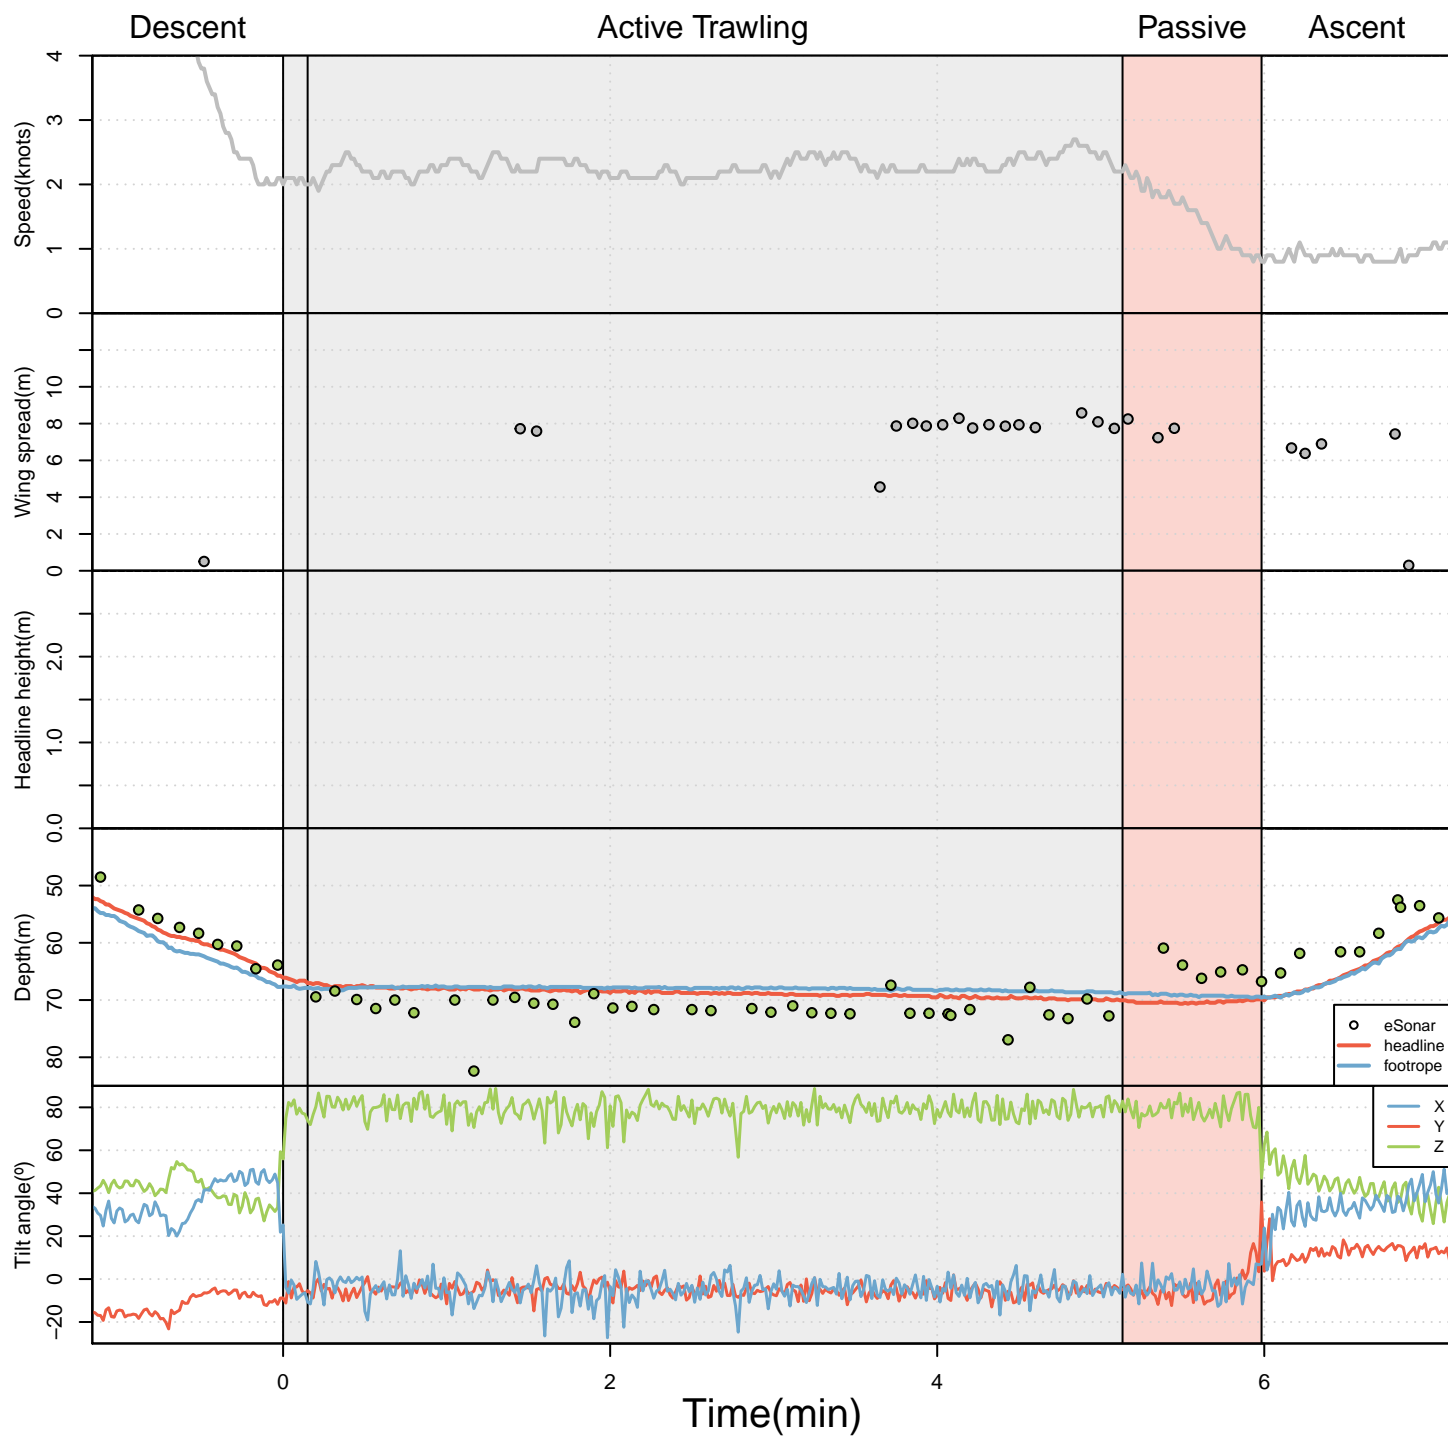 Descent Active Trawling Passive Ascent
Speed(knots)
4
3
2
1
0
Wing spread(m)
10
8
6
4
2
0
Headline height(m)
2.0
1.0
0.0
Depth(m)
50
60
70
80
eSonar
headline
footrope
Tilt angle(º)
80
60
40
20
0
−20
X
Y
Z
0 2 4 6
Time(min)